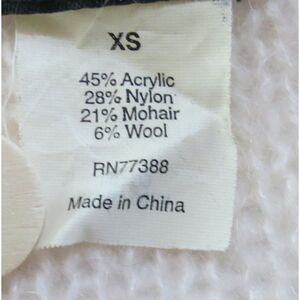 XS
45% Acrylic
28% Nylon
21% Mohair
6% Wool
RN77388
Made in China